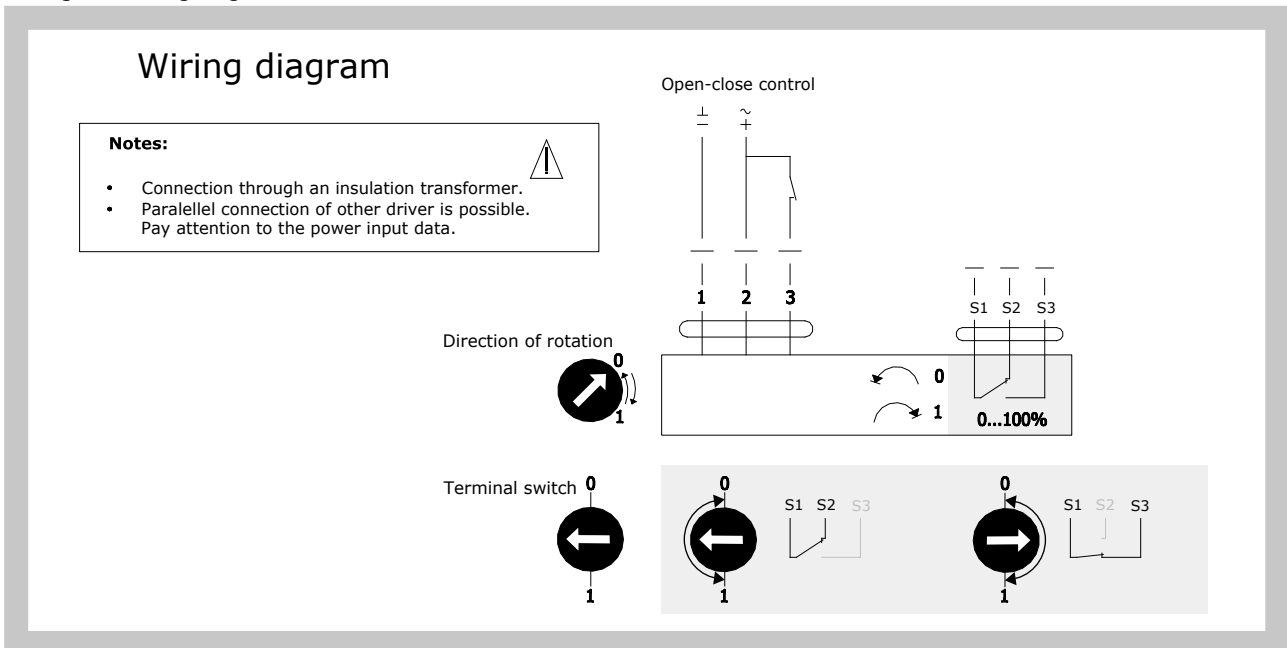 Wiring diagram
Open-close control
⊥ ~
− +
Notes:
• Connection through an insulation transformer.
• Paralellel connection of other driver is possible.
Pay attention to the power input data.
1 2 3
S1 S2 S3
Direction of rotation
0
1
0
1
0...100%
Terminal switch 0
1
0
1
S1 S2 S3
0
1
S1 S2 S3